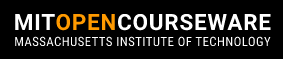 MITOPENCOURSEWARE
MASSACHUSETTS INSTITUTE OF TECHNOLOGY